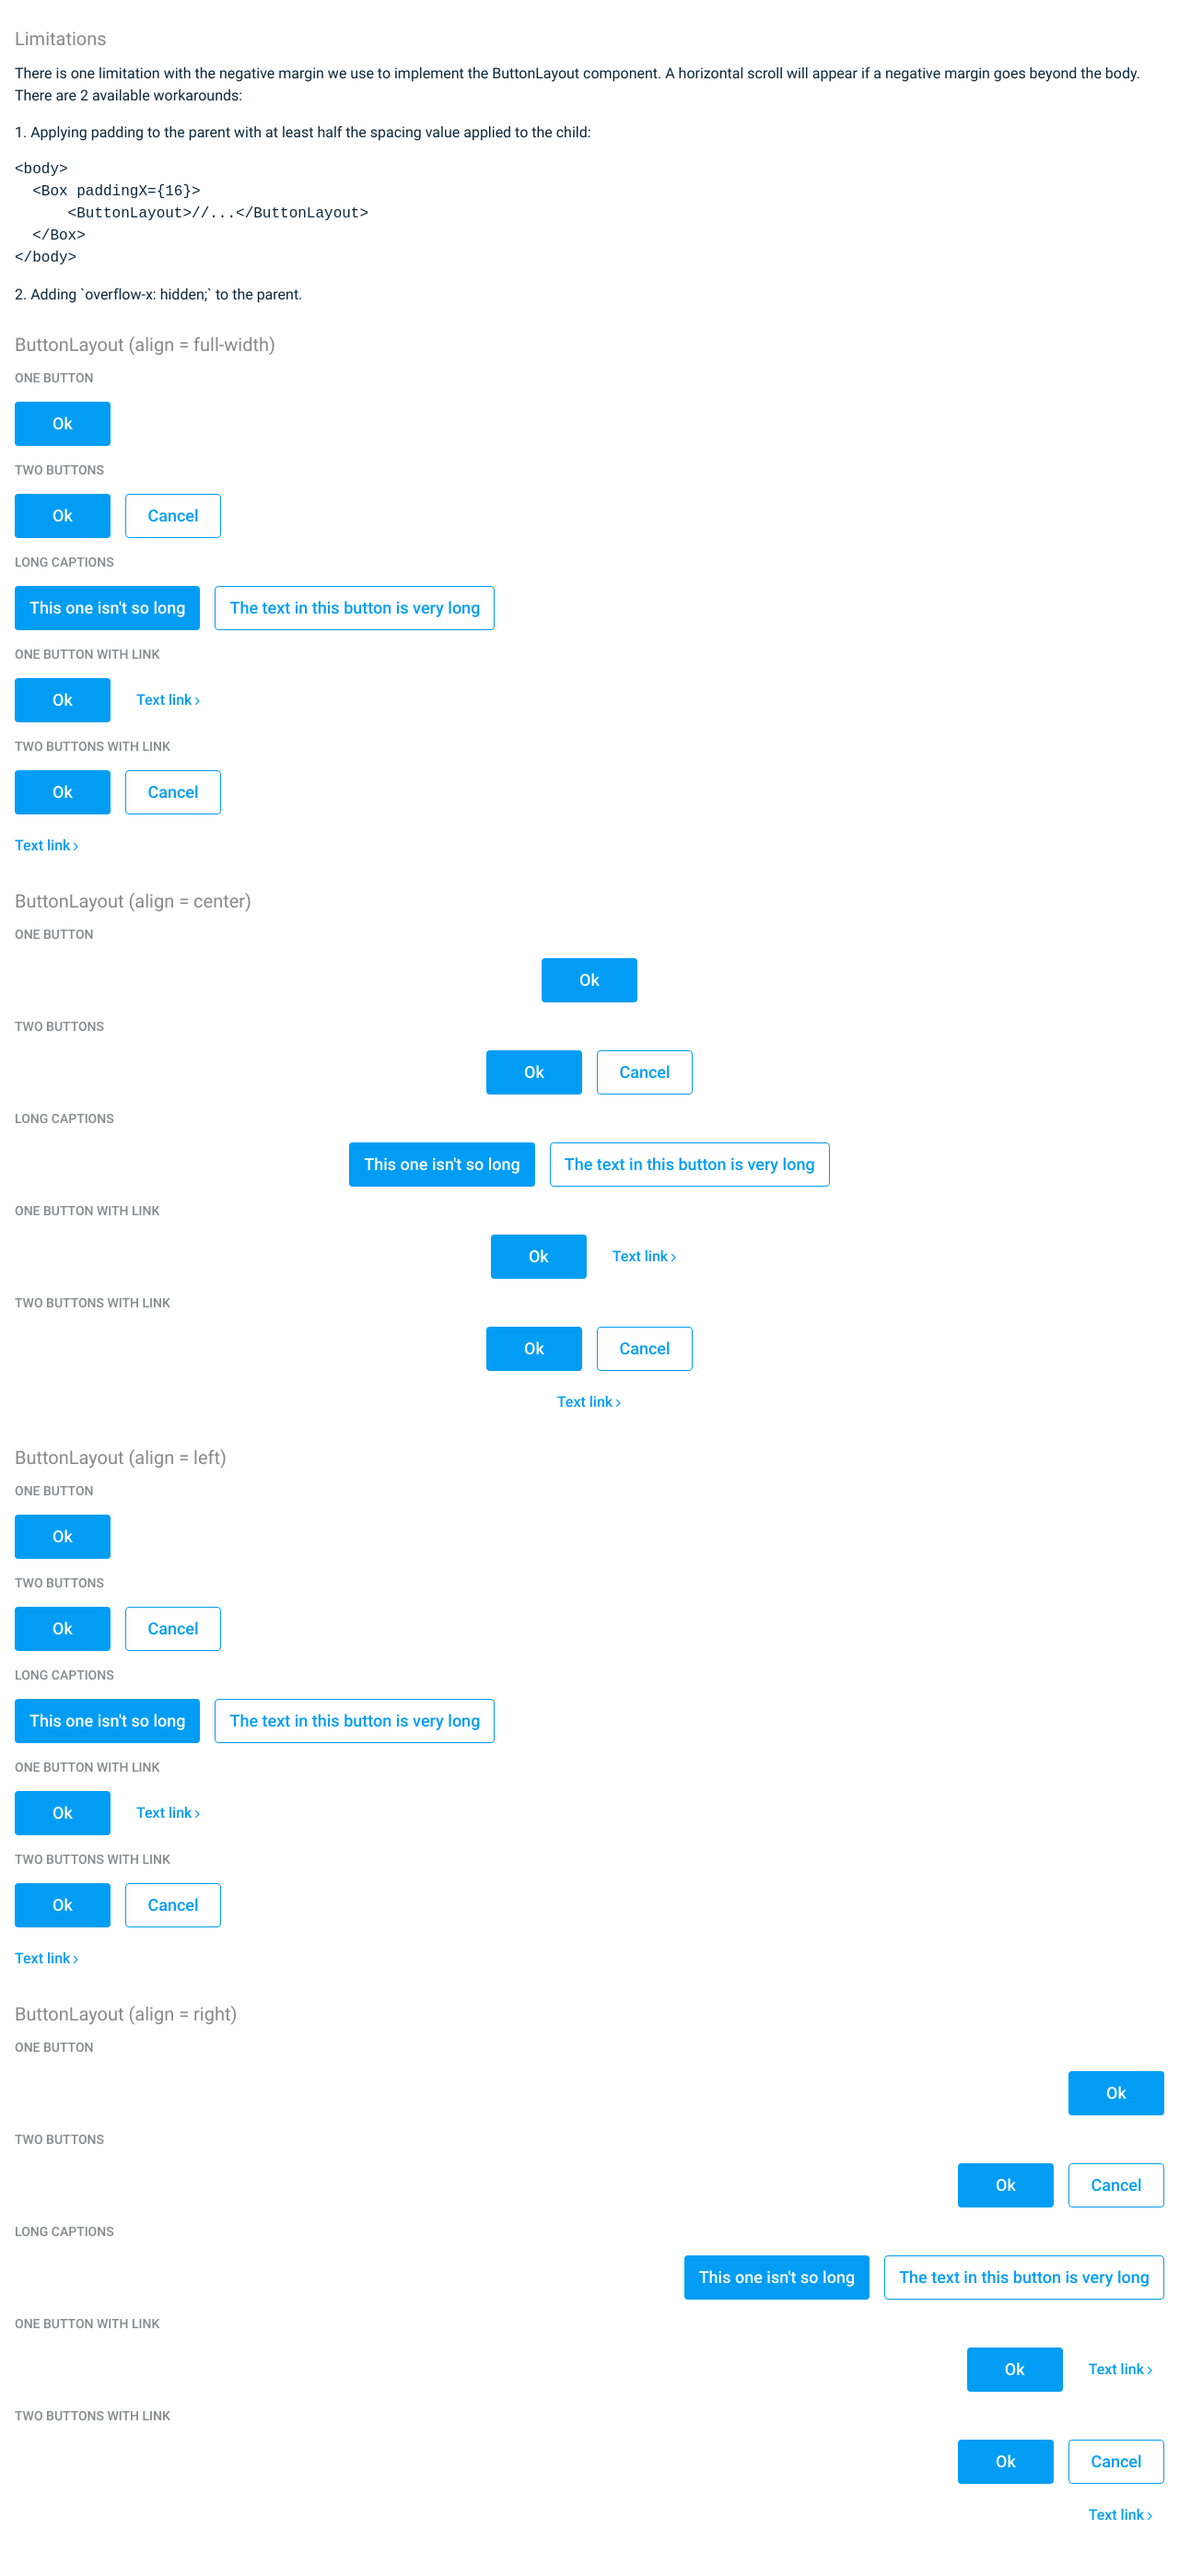 Limitations
There is one limitation with the negative margin we use to implement the ButtonLayout component. A horizontal scroll will appear if a negative margin goes beyond the body.
There are 2 available workarounds:
1. Applying padding to the parent with at least half the spacing value applied to the child:
<body>
  <Box paddingX={16}>
      <ButtonLayout>//...</ButtonLayout>
  </Box>
</body>
2. Adding `overflow-x: hidden;` to the parent.
ButtonLayout (align = full-width)
ONE BUTTON
Ok
TWO BUTTONS
Ok Cancel
LONG CAPTIONS
This one isn't so long The text in this button is very long
ONE BUTTON WITH LINK
Ok Text link
TWO BUTTONS WITH LINK
Ok Cancel
Text link
ButtonLayout (align = center)
ONE BUTTON
Ok
TWO BUTTONS
Ok Cancel
LONG CAPTIONS
This one isn't so long The text in this button is very long
ONE BUTTON WITH LINK
Ok Text link
TWO BUTTONS WITH LINK
Ok Cancel
Text link
ButtonLayout (align = left)
ONE BUTTON
Ok
TWO BUTTONS
Ok Cancel
LONG CAPTIONS
This one isn't so long The text in this button is very long
ONE BUTTON WITH LINK
Ok Text link
TWO BUTTONS WITH LINK
Ok Cancel
Text link
ButtonLayout (align = right)
ONE BUTTON
Ok
TWO BUTTONS
Ok Cancel
LONG CAPTIONS
This one isn't so long The text in this button is very long
ONE BUTTON WITH LINK
Ok Text link
TWO BUTTONS WITH LINK
Ok Cancel
Text link